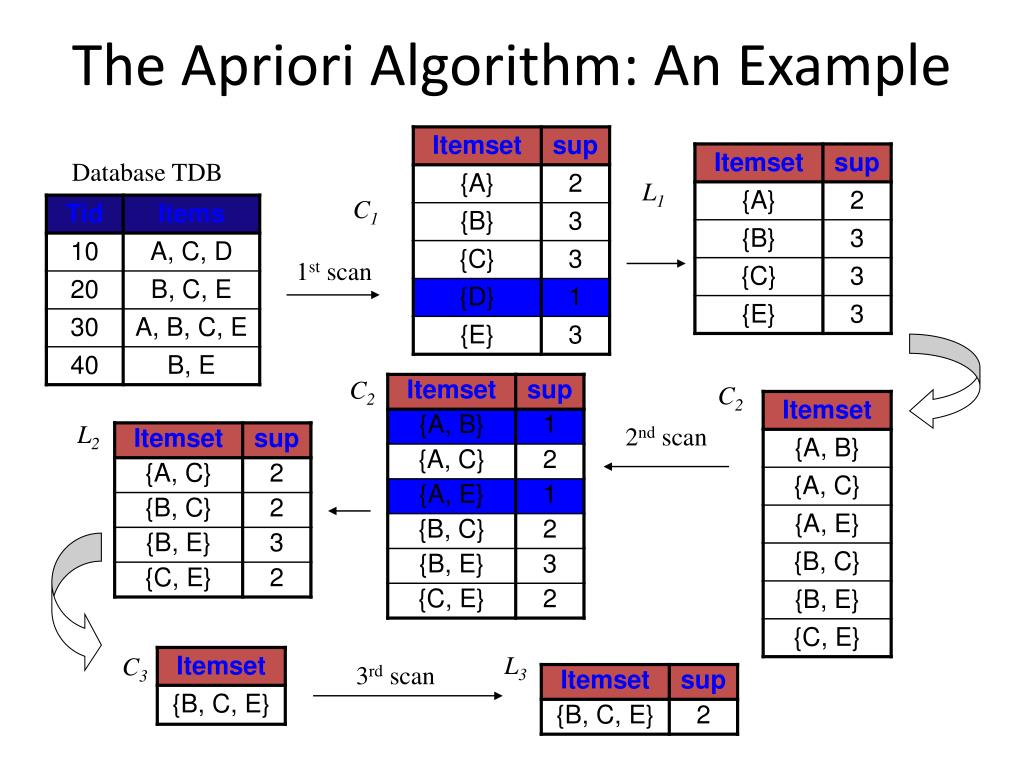 The Apriori Algorithm: An Example
Database TDB
Tid Items
10 A, C, D
20 B, C, E
30 A, B, C, E
40 B, E
1st scan
C1
Itemset sup
{A} 2
{B} 3
{C} 3
{D} 1
{E} 3
L1
Itemset sup
{A} 2
{B} 3
{C} 3
{E} 3
C2
Itemset
{A, B}
{A, C}
{A, E}
{B, C}
{B, E}
{C, E}
2nd scan
C2
Itemset sup
{A, B} 1
{A, C} 2
{A, E} 1
{B, C} 2
{B, E} 3
{C, E} 2
L2
Itemset sup
{A, C} 2
{B, C} 2
{B, E} 3
{C, E} 2
C3
Itemset
{B, C, E}
3rd scan
L3
Itemset sup
{B, C, E} 2